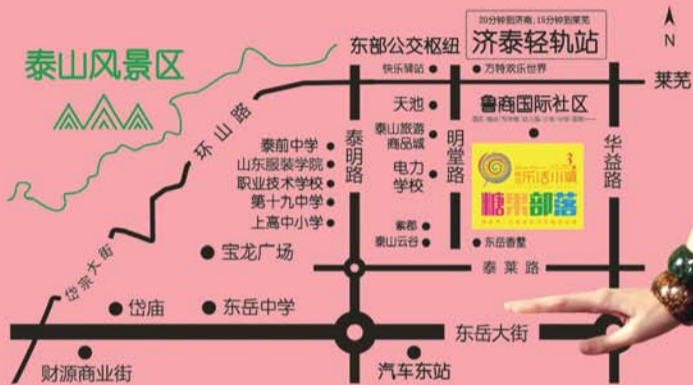 20分钟到济南,15分钟到莱芜
济泰轻轨站
N
东部公交枢纽
快乐驿站
万特欢乐世界
泰山风景区
莱芜
环山路
天池
鲁商国际社区
泰明路
明堂路
华益路
泰前中学
山东服装学院
职业技术学校
第十九中学
上高中小学
泰山旅游
商品城
电力
学校
3
乐活小镇
糖果部落
紫郡
泰山云谷
东岳香墅
宝龙广场
岱宗大街
泰莱路
岱庙
东岳中学
东岳大街
财源商业街
汽车东站